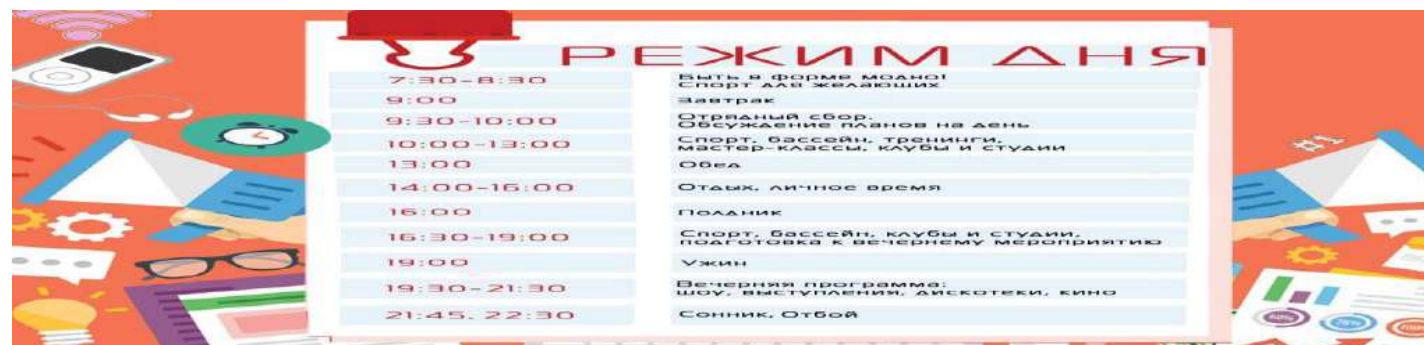 РЕЖИМ ДНЯ
7:30-8:30 Быть в форме модно!
Спорт для желающих
9:00 Завтрак
9:30-10:00 Отрядный сбор.
Обсуждение планов на день
10:00-13:00 Спорт, бассейн, тренинги,
мастер-классы, клубы и студии
13:00 Обед
14:00-16:00 Отдых, личное время
16:00 Полдник
16:30-19:00 Спорт, бассейн, клубы и студии,
подготовка к вечернему мероприятию
19:00 Ужин
19:30-21:30 Вечерняя программа:
шоу, выступления, дискотеки, кино
21:45. 22:30 Сонник, Отбой
#1
60%
75%